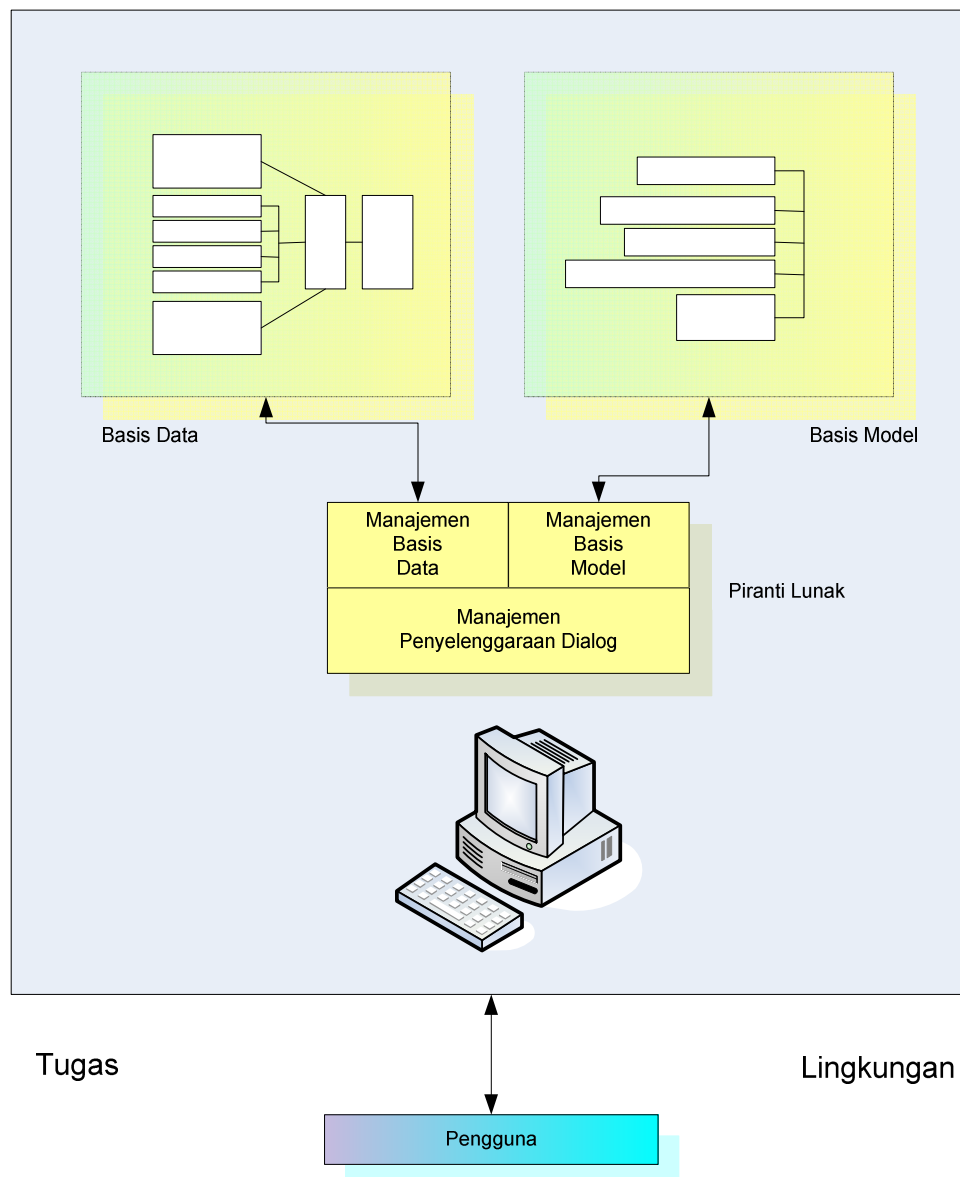 Basis Data
Basis Model
Manajemen
Basis
Data
Manajemen
Basis
Model
Manajemen
Penyelenggaraan Dialog
Piranti Lunak
Tugas
Lingkungan
Pengguna